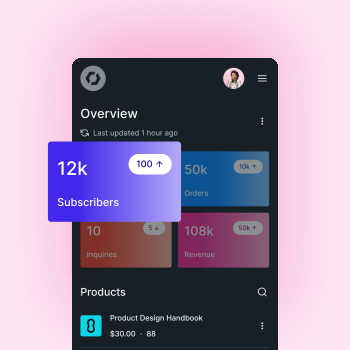 Overview
Last updated 1 hour ago
12k
100 ↑
Subscribers
50k
10k ↑
Orders
10
5 ↓
Inquiries
108k
50k ↑
Revenue
Products
Product Design Handbook
$30.00 · 88